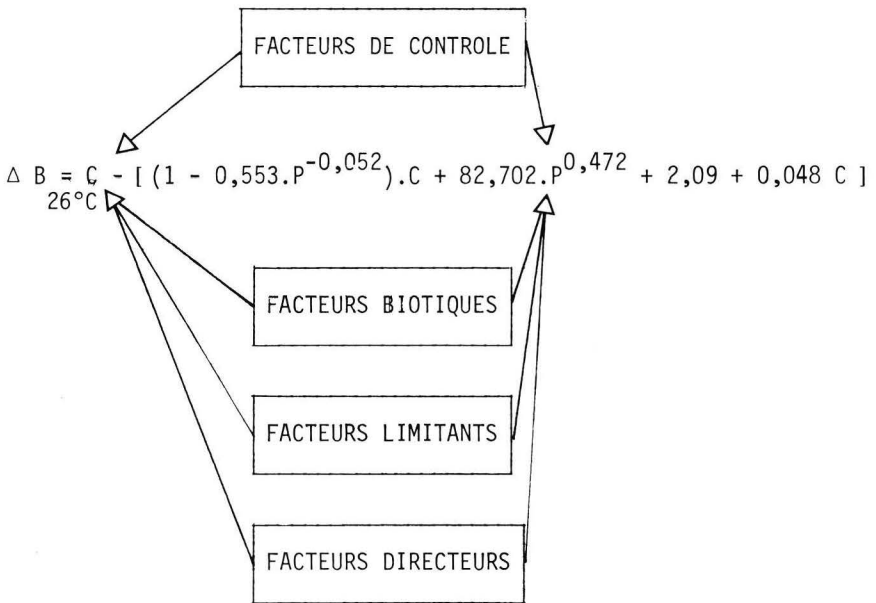 FACTEURS DE CONTROLE
Δ B = C - [ (1 - 0,553.P^-0,052).C + 82,702.P^0,472 + 2,09 + 0,048 C ]
26°C
FACTEURS BIOTIQUES
FACTEURS LIMITANTS
FACTEURS DIRECTEURS